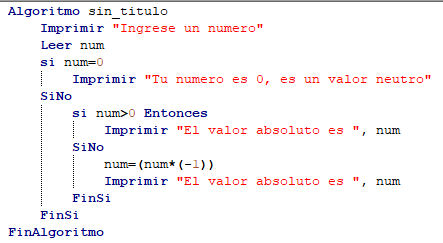 Algoritmo sin_titulo
Imprimir "Ingrese un numero"
Leer num
si num=0
Imprimir "Tu numero es 0, es un valor neutro"
SiNo
si num>0 Entonces
Imprimir "El valor absoluto es ", num
SiNo
num=(num*(-1))
Imprimir "El valor absoluto es ", num
FinSi
FinSi
FinAlgoritmo